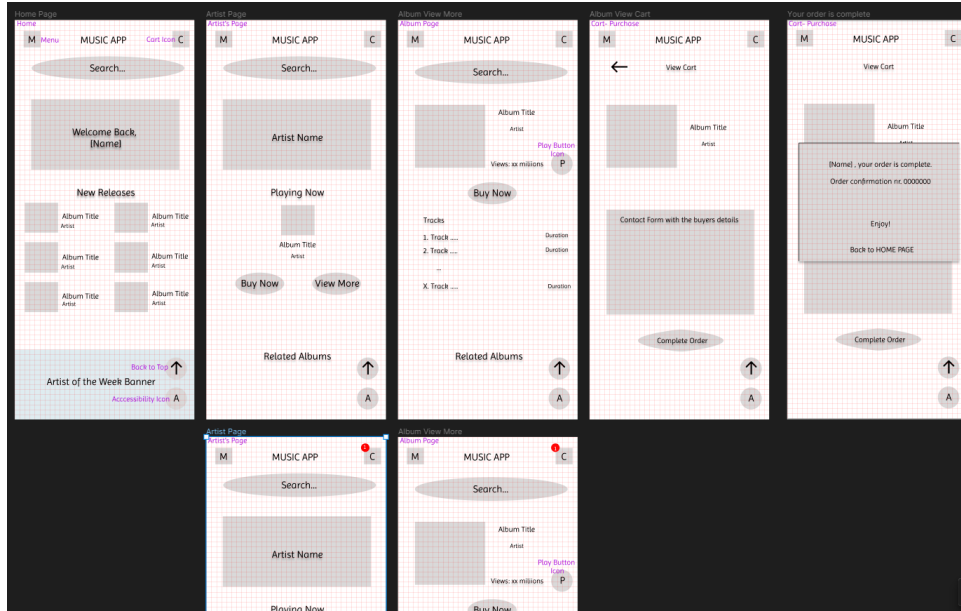 Home Page
Home
M Menu MUSIC APP Cart Icon C
Search...
Welcome Back,
[Name]
New Releases
Album Title Album Title
Artist Artist
Album Title Album Title
Artist Artist
Album Title Album Title
Artist Artist
Back to Top
Artist of the Week Banner
Acccessibility Icon A
Artist Page
Artist's Page
M MUSIC APP C
Search...
Artist Name
Playing Now
Album Title
Artist
Buy Now View More
Related Albums
A
Album View More
Album Page
M MUSIC APP C
Search...
Album Title
Artist
Play Button
Icon
Views: xx miliions P
Buy Now
Tracks
1. Track .... Duration
2. Track .... Duration
...
X. Track .... Duration
Related Albums
A
Album View Cart
Cart- Purchase
M MUSIC APP C
View Cart
Album Title
Artist
Contact Form with the buyers details
Complete Order
A
Your order is complete
Cart- Purchase
M MUSIC APP C
View Cart
Album Title
Artist
[Name] , your order is complete.
Order confirmation nr. 0000000
Enjoy!
Back to HOME PAGE
Complete Order
A
Artist Page
Artist's Page
1
M MUSIC APP C
Search...
Artist Name
Playing Now
Album View More
Album Page
1
M MUSIC APP C
Search...
Album Title
Artist
Play Button
Icon
Views: xx miliions P
Buy Now